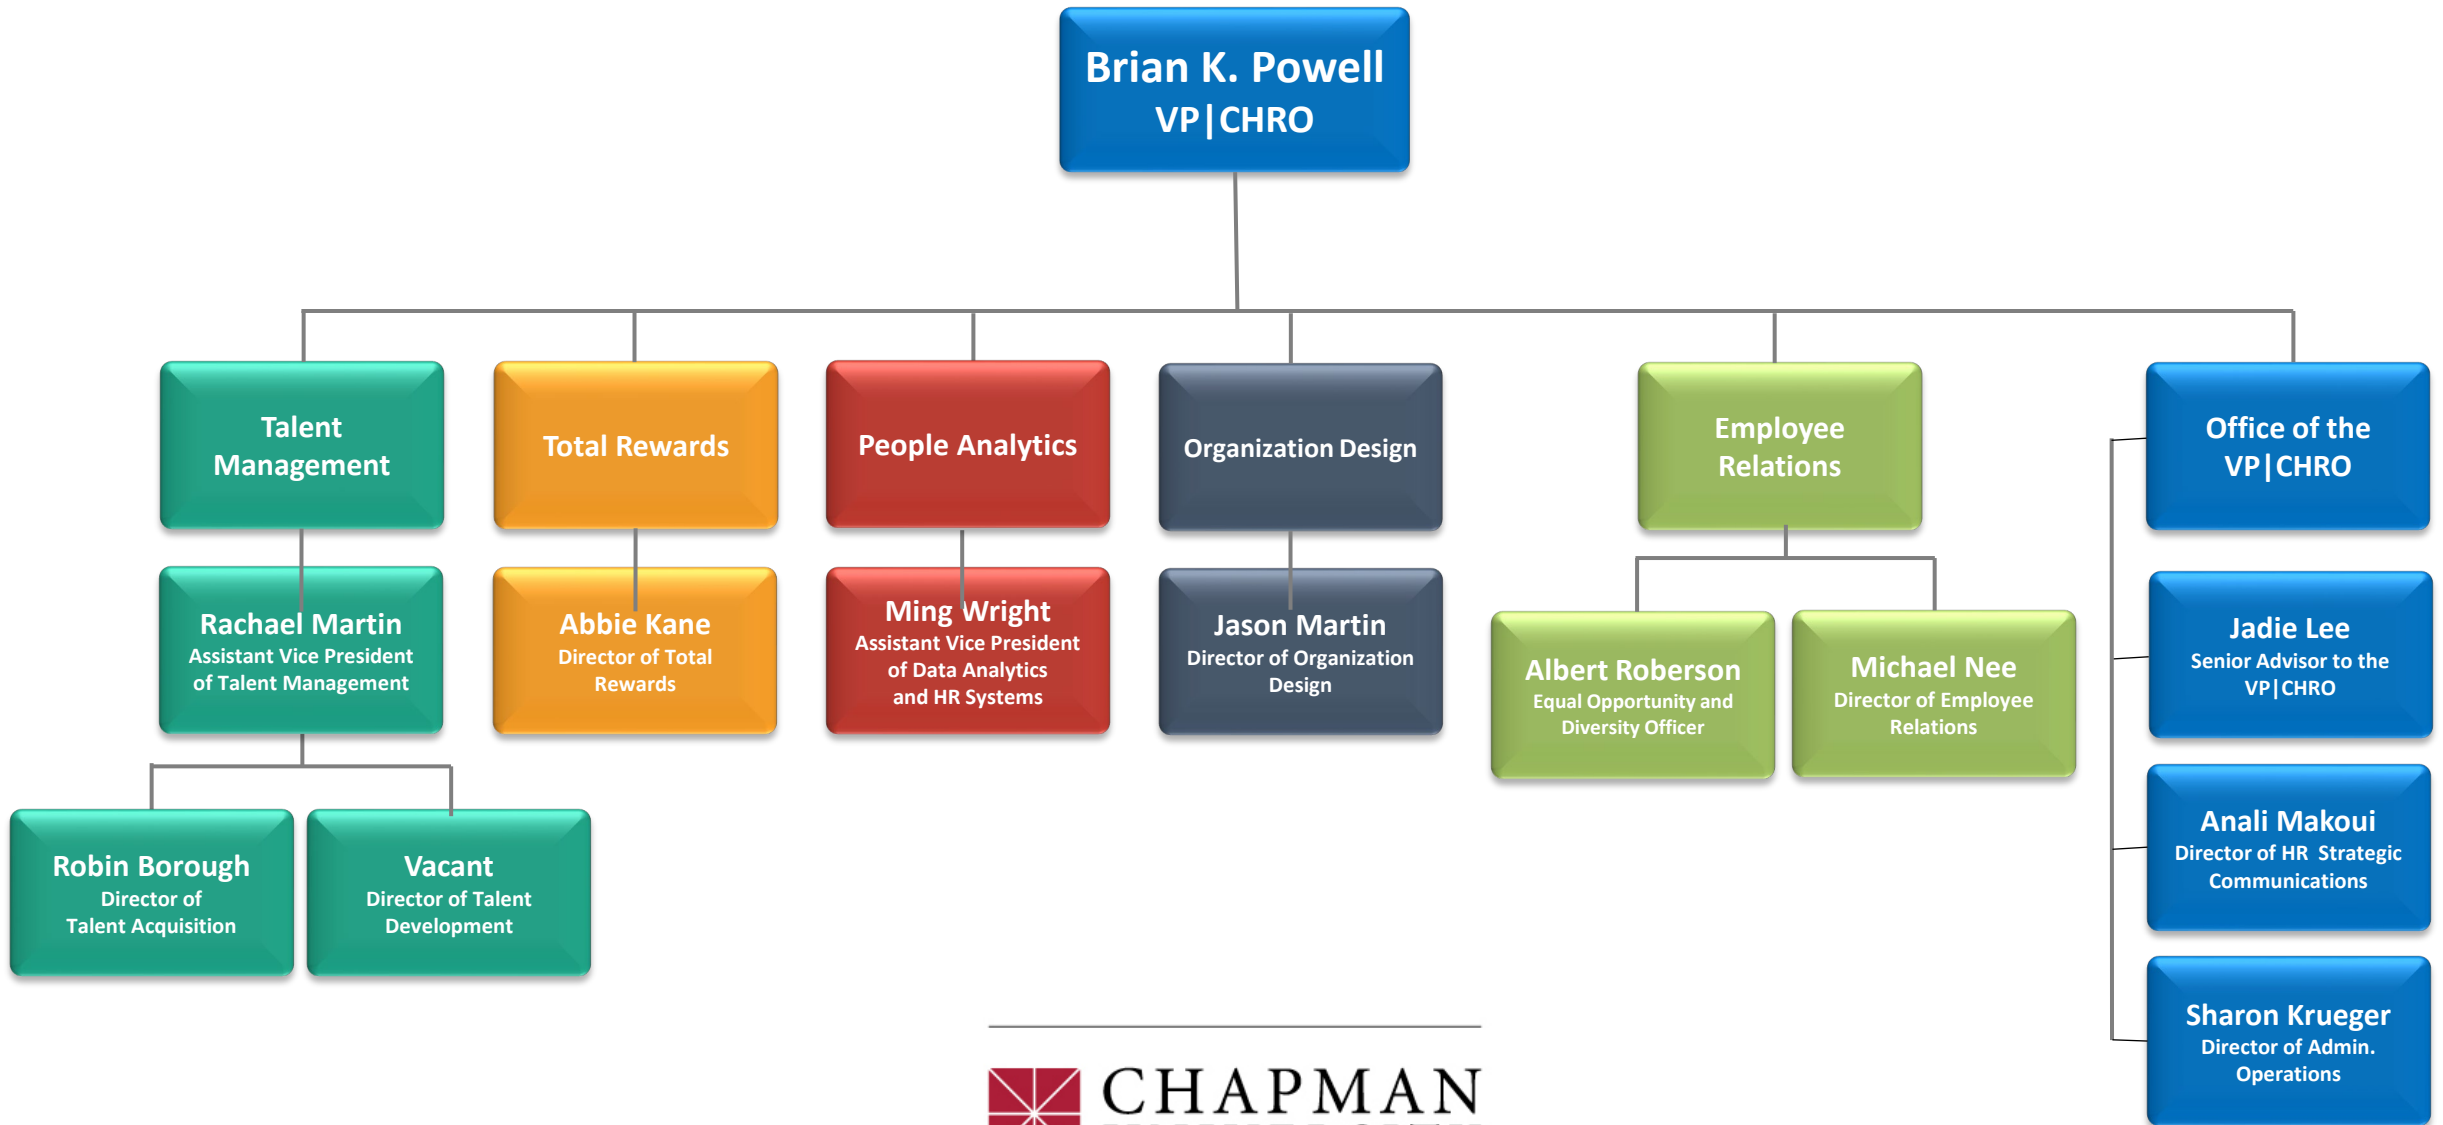 Brian K. Powell
VP|CHRO
Talent
Management
Total Rewards
People Analytics
Organization Design
Employee
Relations
Office of the
VP|CHRO
Rachael Martin
Assistant Vice President
of Talent Management
Abbie Kane
Director of Total
Rewards
Ming Wright
Assistant Vice President
of Data Analytics
and HR Systems
Jason Martin
Director of Organization
Design
Albert Roberson
Equal Opportunity and
Diversity Officer
Michael Nee
Director of Employee
Relations
Jadie Lee
Senior Advisor to the
VP|CHRO
Robin Borough
Director of
Talent Acquisition
Vacant
Director of Talent
Development
Anali Makoui
Director of HR  Strategic
Communications
Sharon Krueger
Director of Admin.
Operations
CHAPMAN